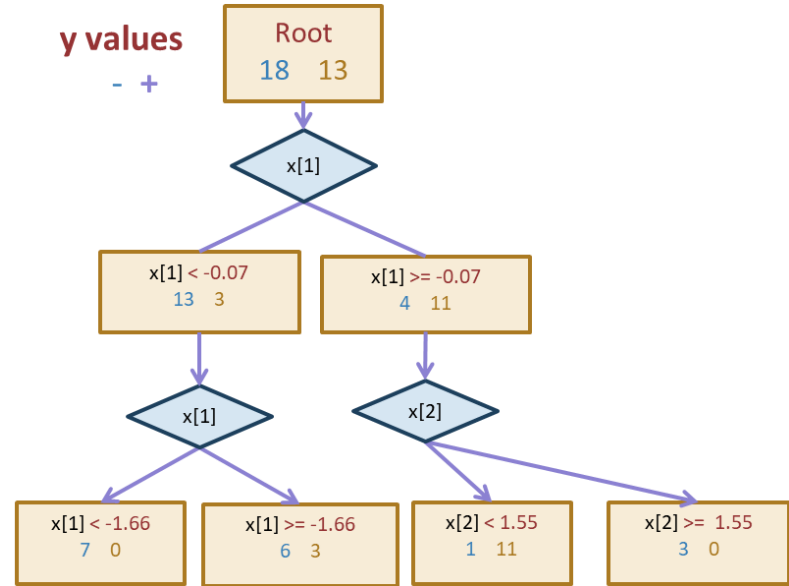 y values
- +
Root
18 13
x[1]
x[1] < -0.07
13 3
x[1] >= -0.07
4 11
x[1]
x[2]
x[1] < -1.66
7 0
x[1] >= -1.66
6 3
x[2] < 1.55
1 11
x[2] >= 1.55
3 0